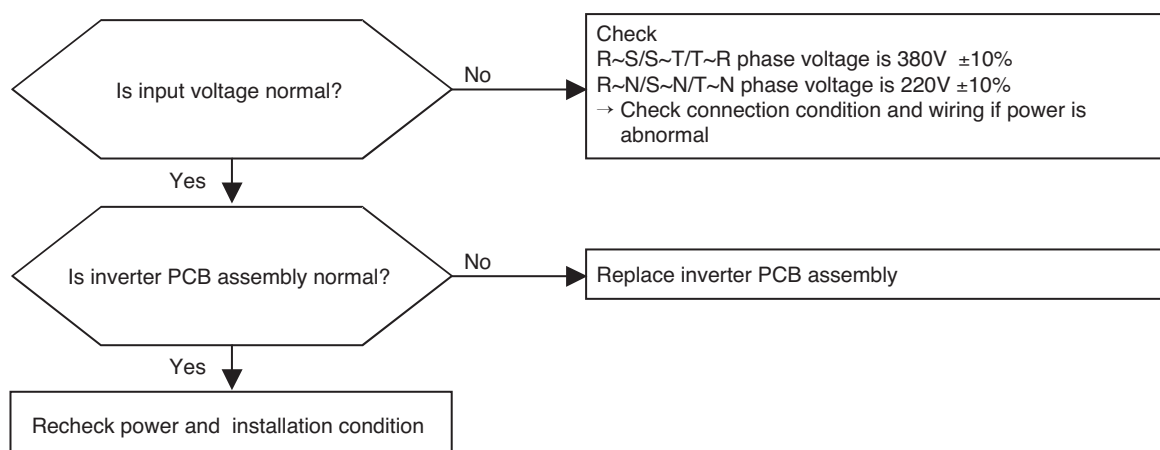 Is input voltage normal?
No
Check
R~S/S~T/T~R phase voltage is 380V ±10%
R~N/S~N/T~N phase voltage is 220V ±10%
→ Check connection condition and wiring if power is
abnormal
Yes
Is inverter PCB assembly normal?
No
Replace inverter PCB assembly
Yes
Recheck power and installation condition